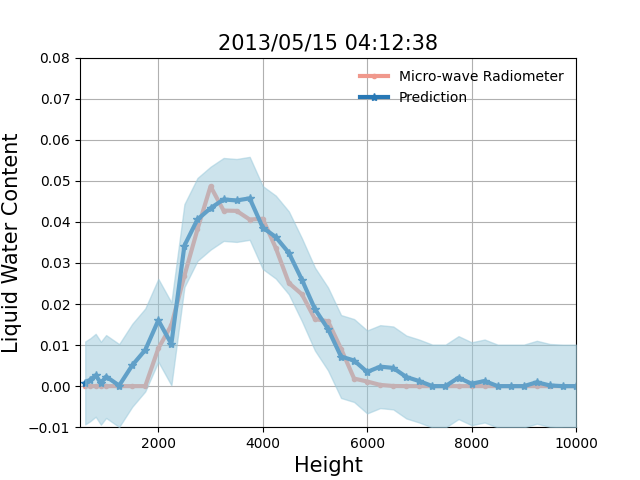 2013/05/15 04:12:38
Micro-wave Radiometer
Prediction
Liquid Water Content
0.08
0.07
0.06
0.05
0.04
0.03
0.02
0.01
0.00
−0.01
2000 4000 6000 8000 10000
Height